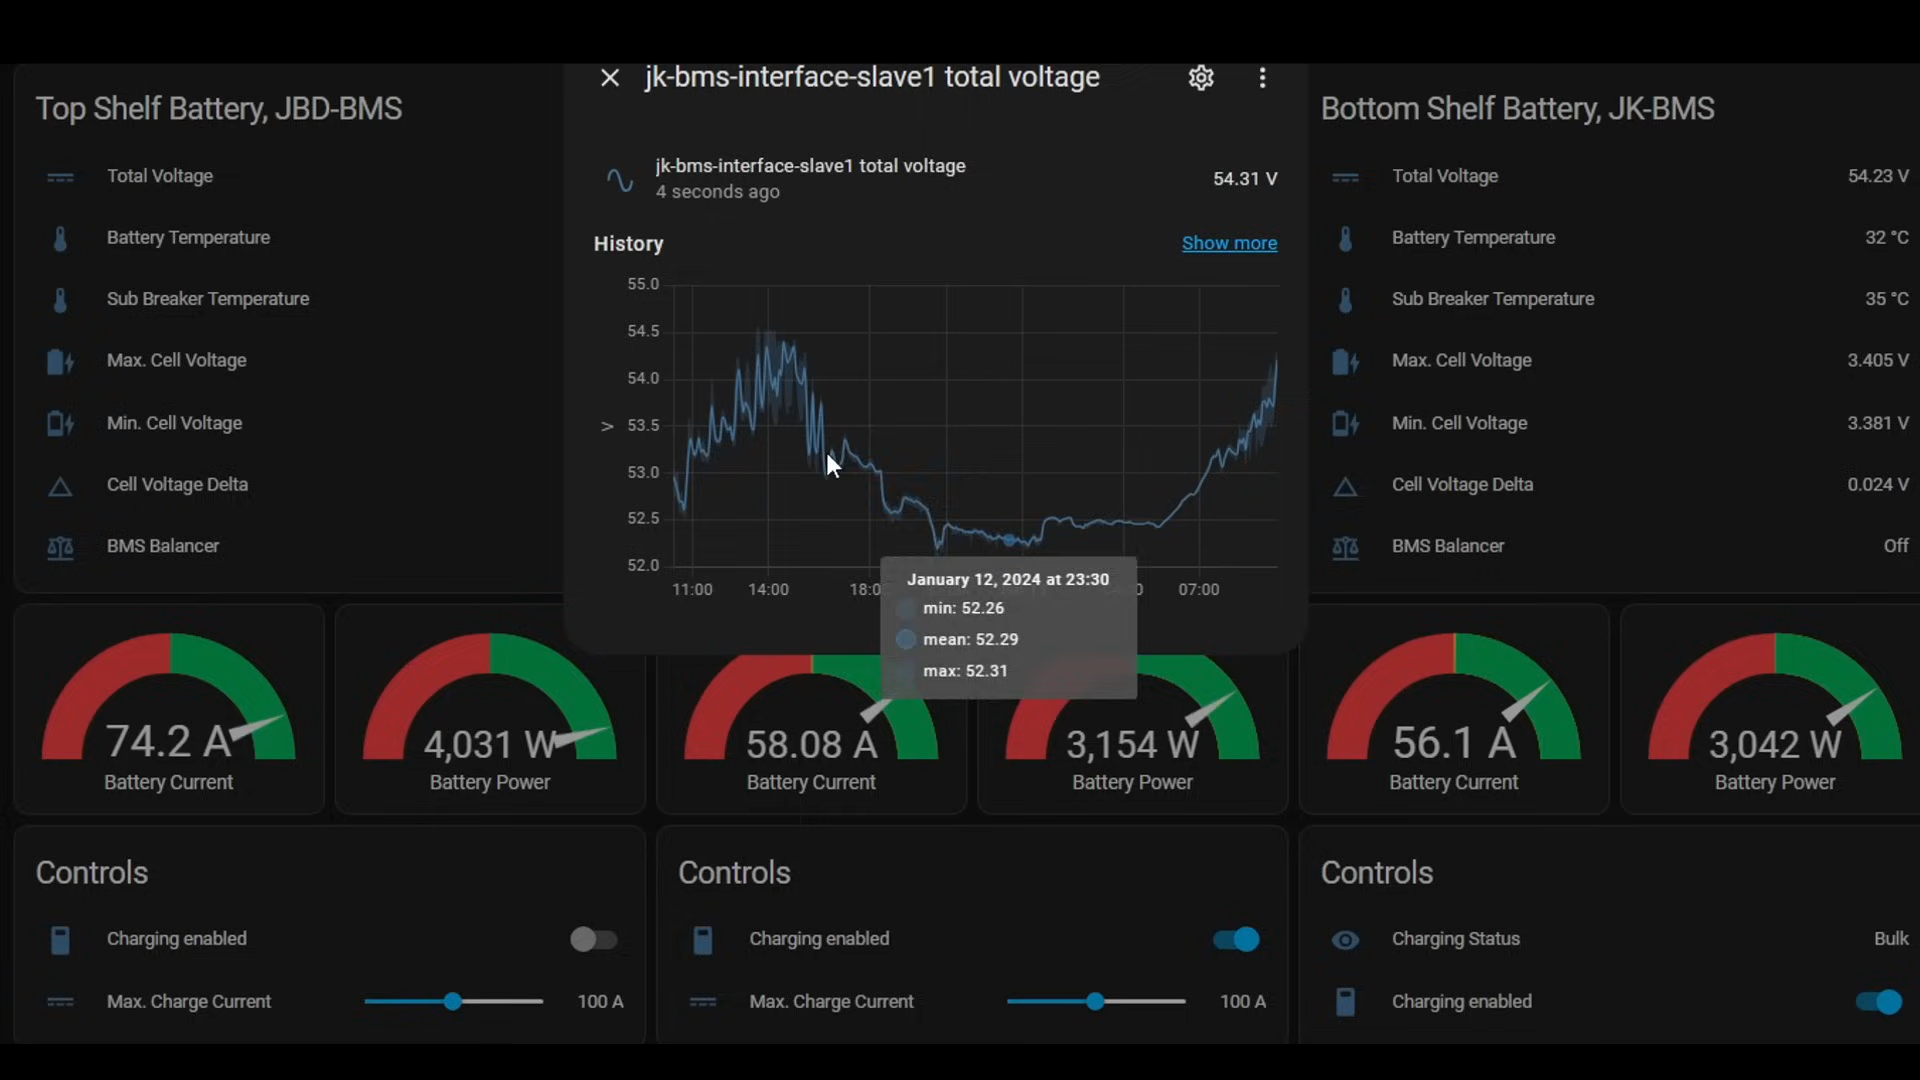 jk-bms-interface-slave1 total voltage
Top Shelf Battery, JBD-BMS
Total Voltage
Battery Temperature
Sub Breaker Temperature
Max. Cell Voltage
Min. Cell Voltage
Cell Voltage Delta
BMS Balancer
jk-bms-interface-slave1 total voltage
4 seconds ago
54.31 V
History
Show more
55.0
54.5
54.0
V
53.5
53.0
52.5
52.0
11:00
14:00
07:00
January 12, 2024 at 23:30
min: 52.26
mean: 52.29
max: 52.31
Bottom Shelf Battery, JK-BMS
Total Voltage 54.23 V
Battery Temperature 32 °C
Sub Breaker Temperature 35 °C
Max. Cell Voltage 3.405 V
Min. Cell Voltage 3.381 V
Cell Voltage Delta 0.024 V
BMS Balancer Off
74.2 A
Battery Current
4,031 W
Battery Power
58.08 A
Battery Current
3,154 W
Battery Power
56.1 A
Battery Current
3,042 W
Battery Power
Controls
Charging enabled
Max. Charge Current 100 A
Controls
Charging enabled
Max. Charge Current 100 A
Controls
Charging Status Bulk
Charging enabled